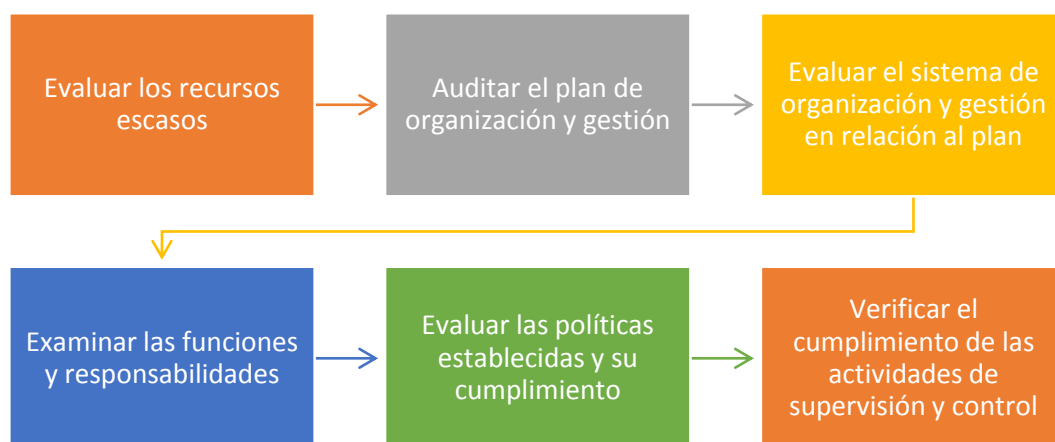 Evaluar los recursos
escasos
Auditar el plan de
organización y gestión
Evaluar el sistema de
organización y gestión
en relación al plan
Examinar las funciones
y responsabilidades
Evaluar las políticas
establecidas y su
cumplimiento
Verificar el
cumplimiento de las
actividades de
supervisión y control